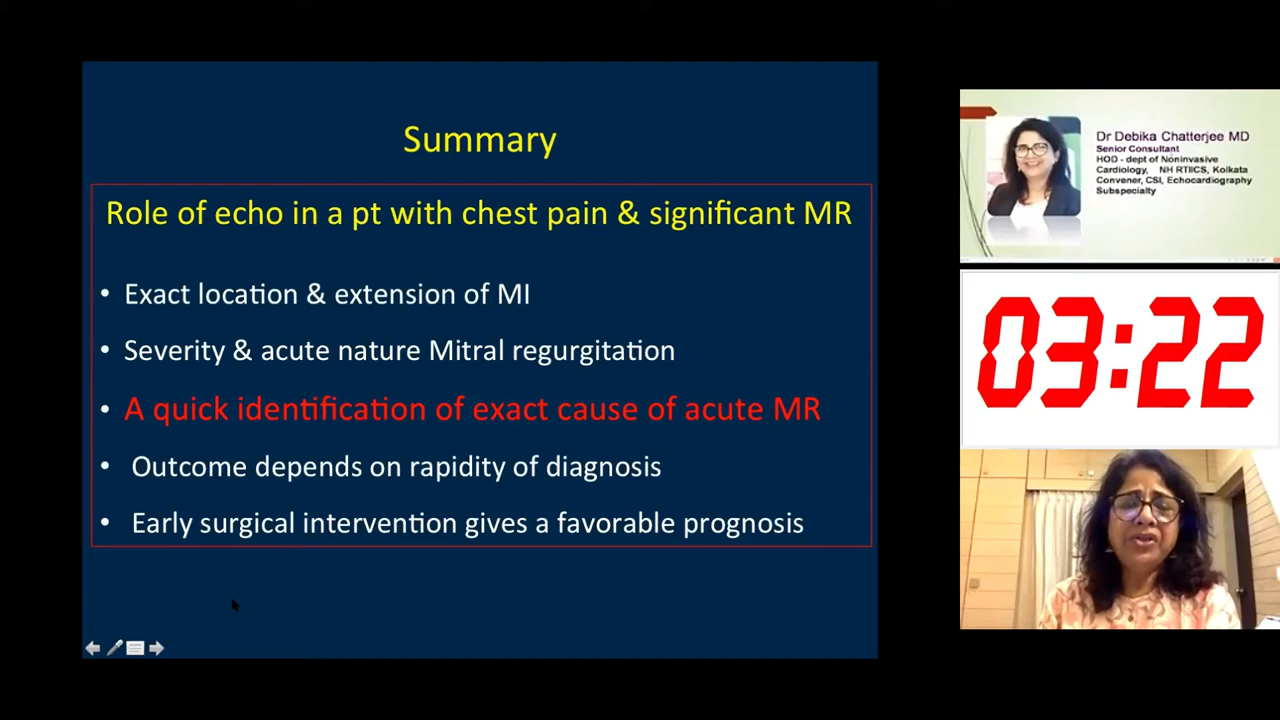 Summary
Role of echo in a pt with chest pain & significant MR
• Exact location & extension of MI
• Severity & acute nature Mitral regurgitation
• A quick identification of exact cause of acute MR
• Outcome depends on rapidity of diagnosis
• Early surgical intervention gives a favorable prognosis
Dr Debika Chatterjee MD
Senior Consultant
HOD - dept of Noninvasive
Cardiology, NH RTIICS, Kolkata
Convener, CSI, Echocardiography
Subspecialty
03:22